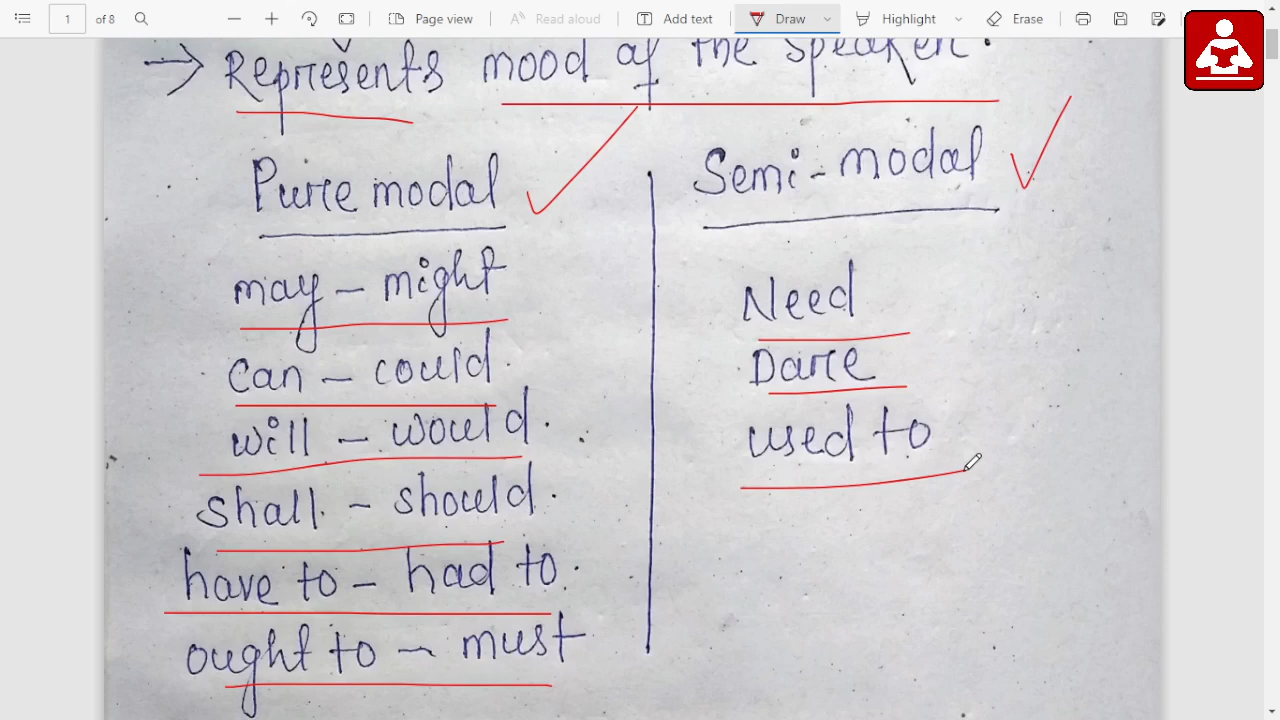 1 of 8 Page view Read aloud Add text Draw Highlight Erase
→ Represents mood of the speaker.
Pure modal
may - might
can - could.
will - would.
shall - should.
have to - had to.
ought to - must
Semi-modal
Need
Dare
used to